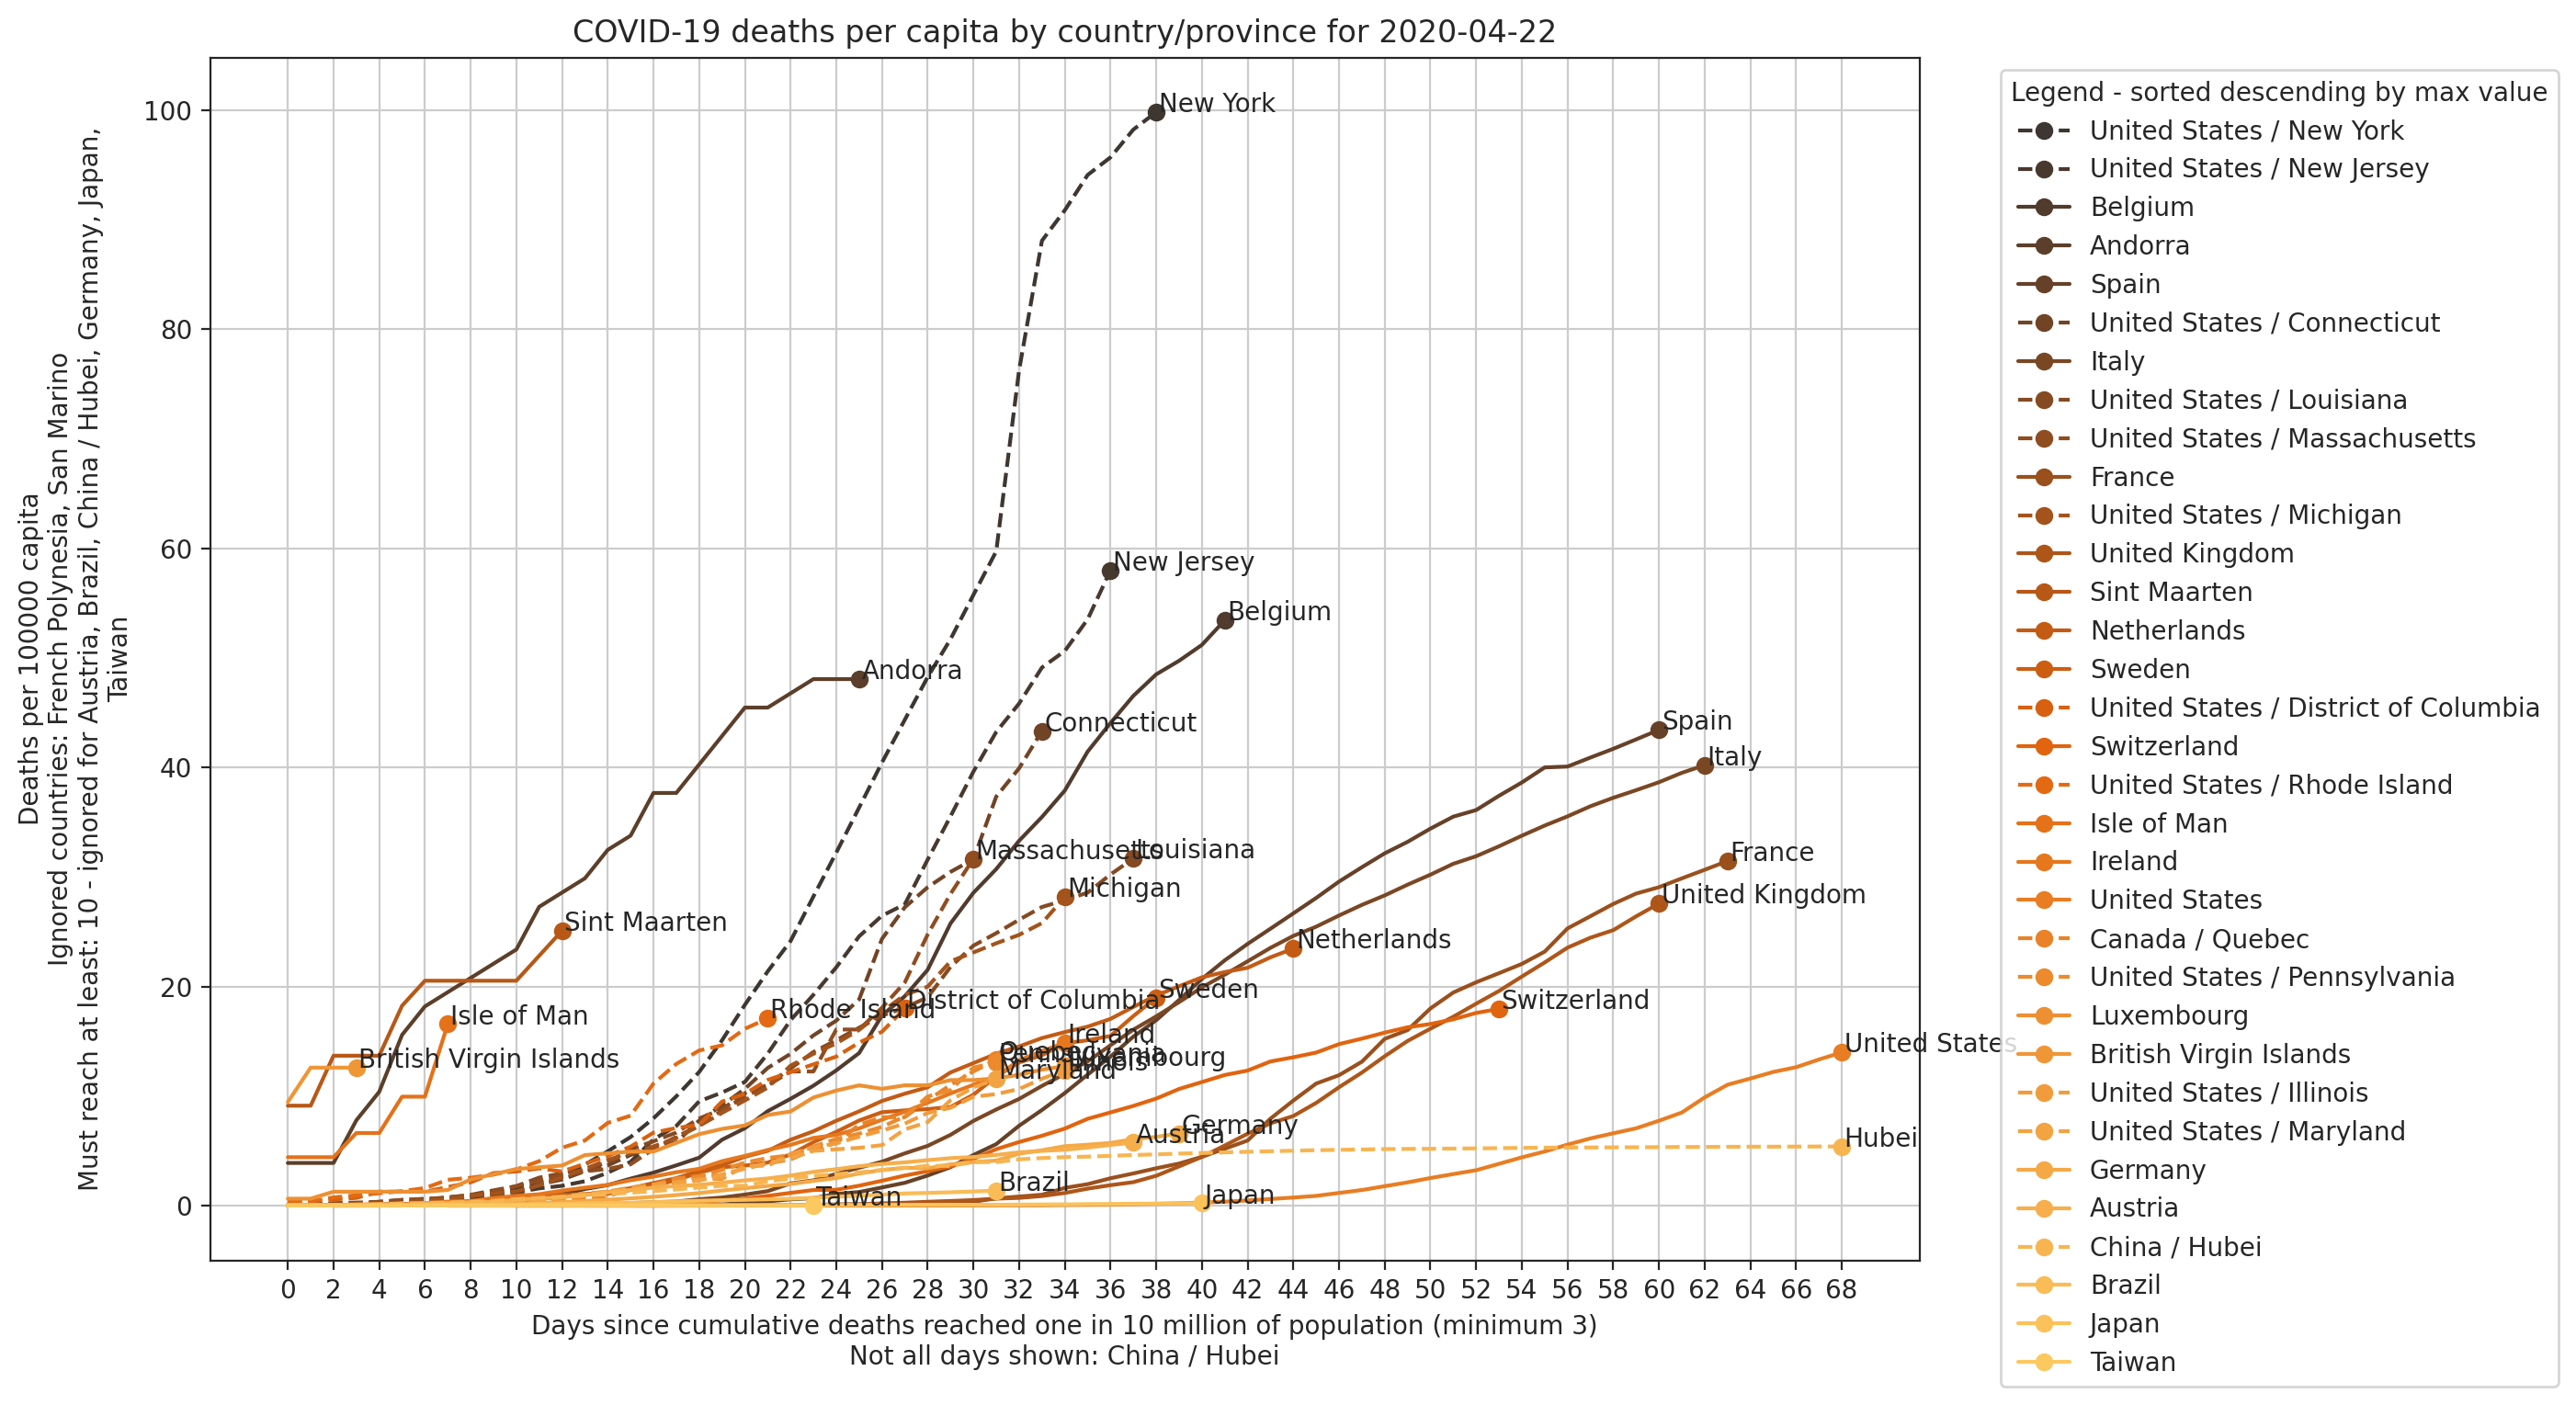 COVID-19 deaths per capita by country/province for 2020-04-22
Deaths per 100000 capita
Ignored countries: French Polynesia, San Marino
Must reach at least: 10 - ignored for Austria, Brazil, China / Hubei, Germany, Japan,
Taiwan
100
80
60
40
20
0
New York
New Jersey
Belgium
Andorra
Connecticut
Spain
Italy
Massachusetts
Louisiana
France
Michigan
United Kingdom
Sint Maarten
Netherlands
Sweden
District of Columbia
Rhode Island
Switzerland
Isle of Man
British Virgin Islands
Ireland
Quebec
Pennsylvania
Luxembourg
Illinois
Maryland
United States
Germany
Austria
Hubei
Brazil
Japan
Taiwan
0 2 4 6 8 10 12 14 16 18 20 22 24 26 28 30 32 34 36 38 40 42 44 46 48 50 52 54 56 58 60 62 64 66 68
Days since cumulative deaths reached one in 10 million of population (minimum 3)
Not all days shown: China / Hubei
Legend - sorted descending by max value
United States / New York
United States / New Jersey
Belgium
Andorra
Spain
United States / Connecticut
Italy
United States / Louisiana
United States / Massachusetts
France
United States / Michigan
United Kingdom
Sint Maarten
Netherlands
Sweden
United States / District of Columbia
Switzerland
United States / Rhode Island
Isle of Man
Ireland
United States
Canada / Quebec
United States / Pennsylvania
Luxembourg
British Virgin Islands
United States / Illinois
United States / Maryland
Germany
Austria
China / Hubei
Brazil
Japan
Taiwan